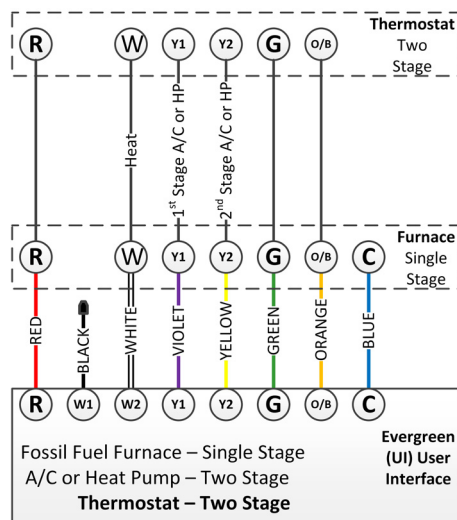 Thermostat
Two
Stage
R W Y1 Y2 G O/B
Heat
1st Stage A/C or HP
2nd Stage A/C or HP
Furnace
Single
Stage
R W Y1 Y2 G O/B C
RED
BLACK
WHITE
VIOLET
YELLOW
GREEN
ORANGE
BLUE
R W1 W2 Y1 Y2 G O/B C
Fossil Fuel Furnace – Single Stage
A/C or Heat Pump – Two Stage
Thermostat – Two Stage
Evergreen
(UI) User
Interface